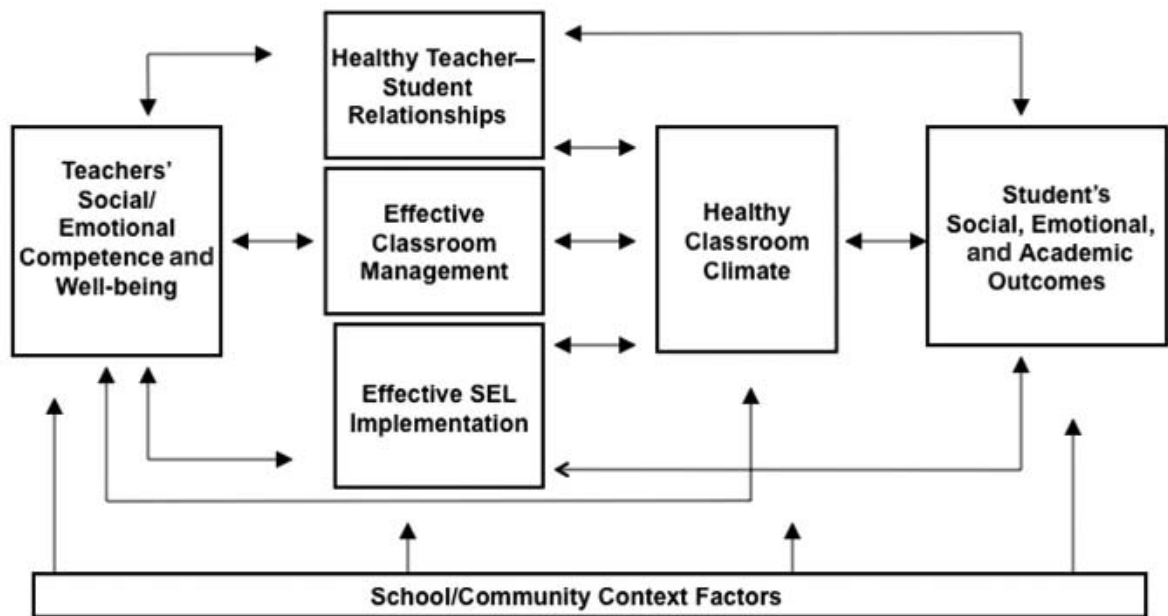 Healthy Teacher—
Student
Relationships
Teachers’
Social/
Emotional
Competence and
Well-being
Effective
Classroom
Management
Healthy
Classroom
Climate
Student’s
Social, Emotional,
and Academic
Outcomes
Effective SEL
Implementation
School/Community Context Factors